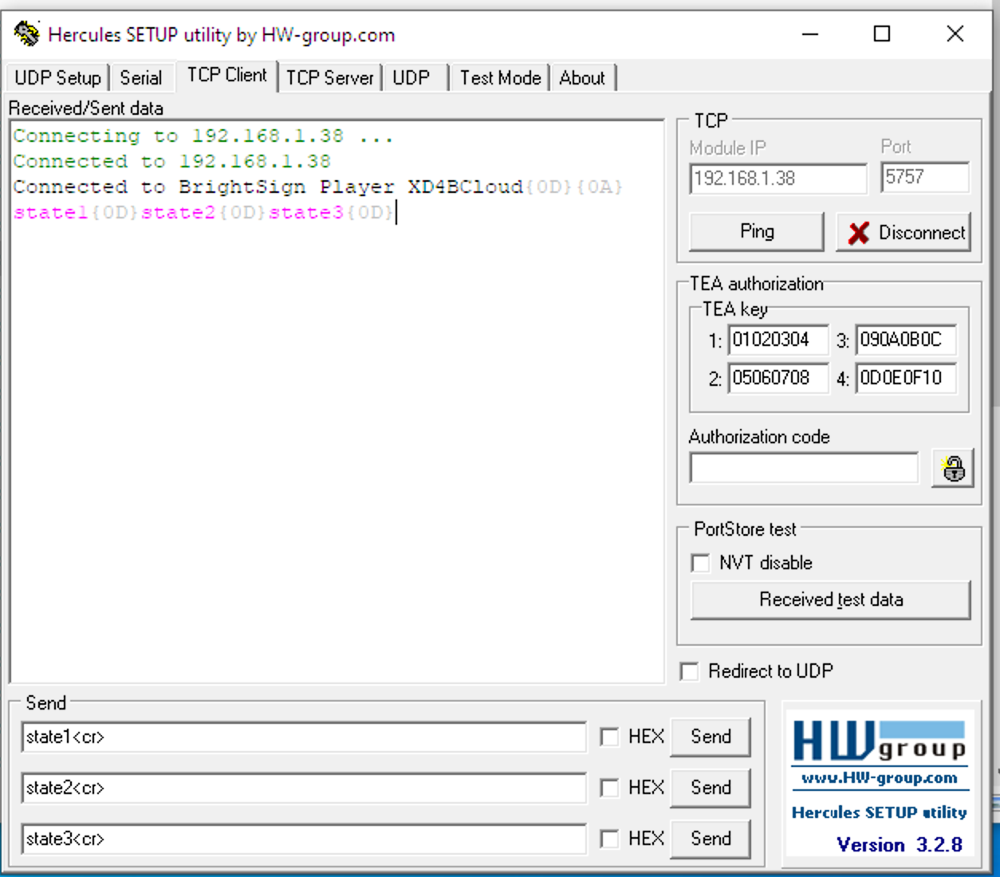 Hercules SETUP utility by HW-group.com
UDP Setup Serial TCP Client TCP Server UDP Test Mode About
Received/Sent data
Connecting to 192.168.1.38 ...
Connected to 192.168.1.38
Connected to BrightSign Player XD4BCloud{0D}{0A}
state1{0D}state2{0D}state3{0D}
TCP
Module IP Port
192.168.1.38 5757
Ping Disconnect
TEA authorization
TEA key
1: 01020304 3: 090A0B0C
2: 05060708 4: 0D0E0F10
Authorization code
PortStore test
NVT disable
Received test data
Redirect to UDP
Send
state1<cr> HEX Send
state2<cr> HEX Send
state3<cr> HEX Send
HW group
www.HW-group.com
Hercules SETUP utility
Version 3.2.8